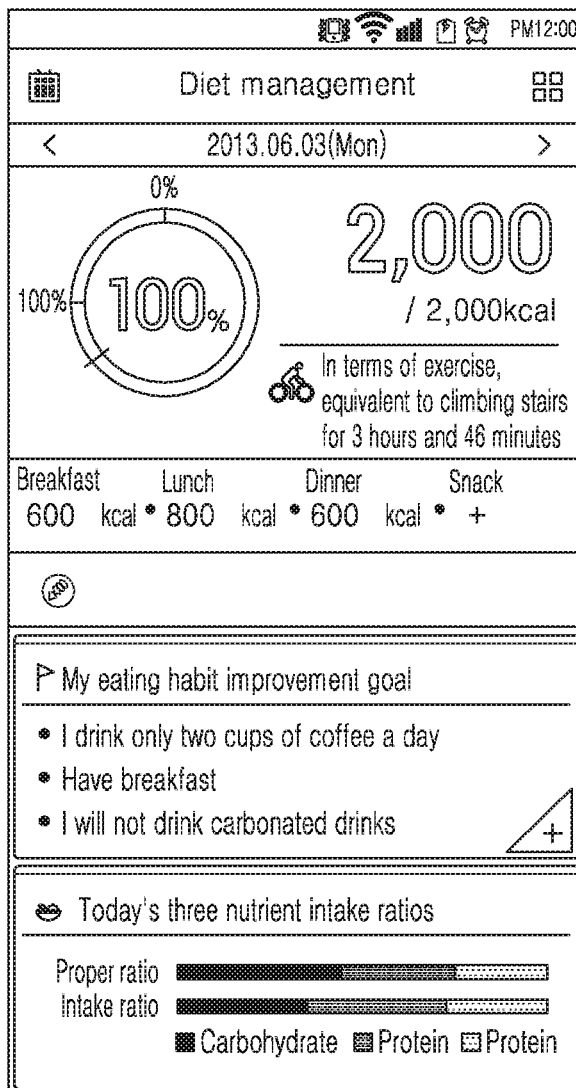 PM12:00
Diet management
< 2013.06.03(Mon) >
0%
100%
100%
2,000
/ 2,000kcal
In terms of exercise,
equivalent to climbing stairs
for 3 hours and 46 minutes
Breakfast Lunch Dinner Snack
600 kcal • 800 kcal • 600 kcal • +
My eating habit improvement goal
• I drink only two cups of coffee a day
• Have breakfast
• I will not drink carbonated drinks
+
Today's three nutrient intake ratios
Proper ratio
Intake ratio
Carbohydrate Protein Protein